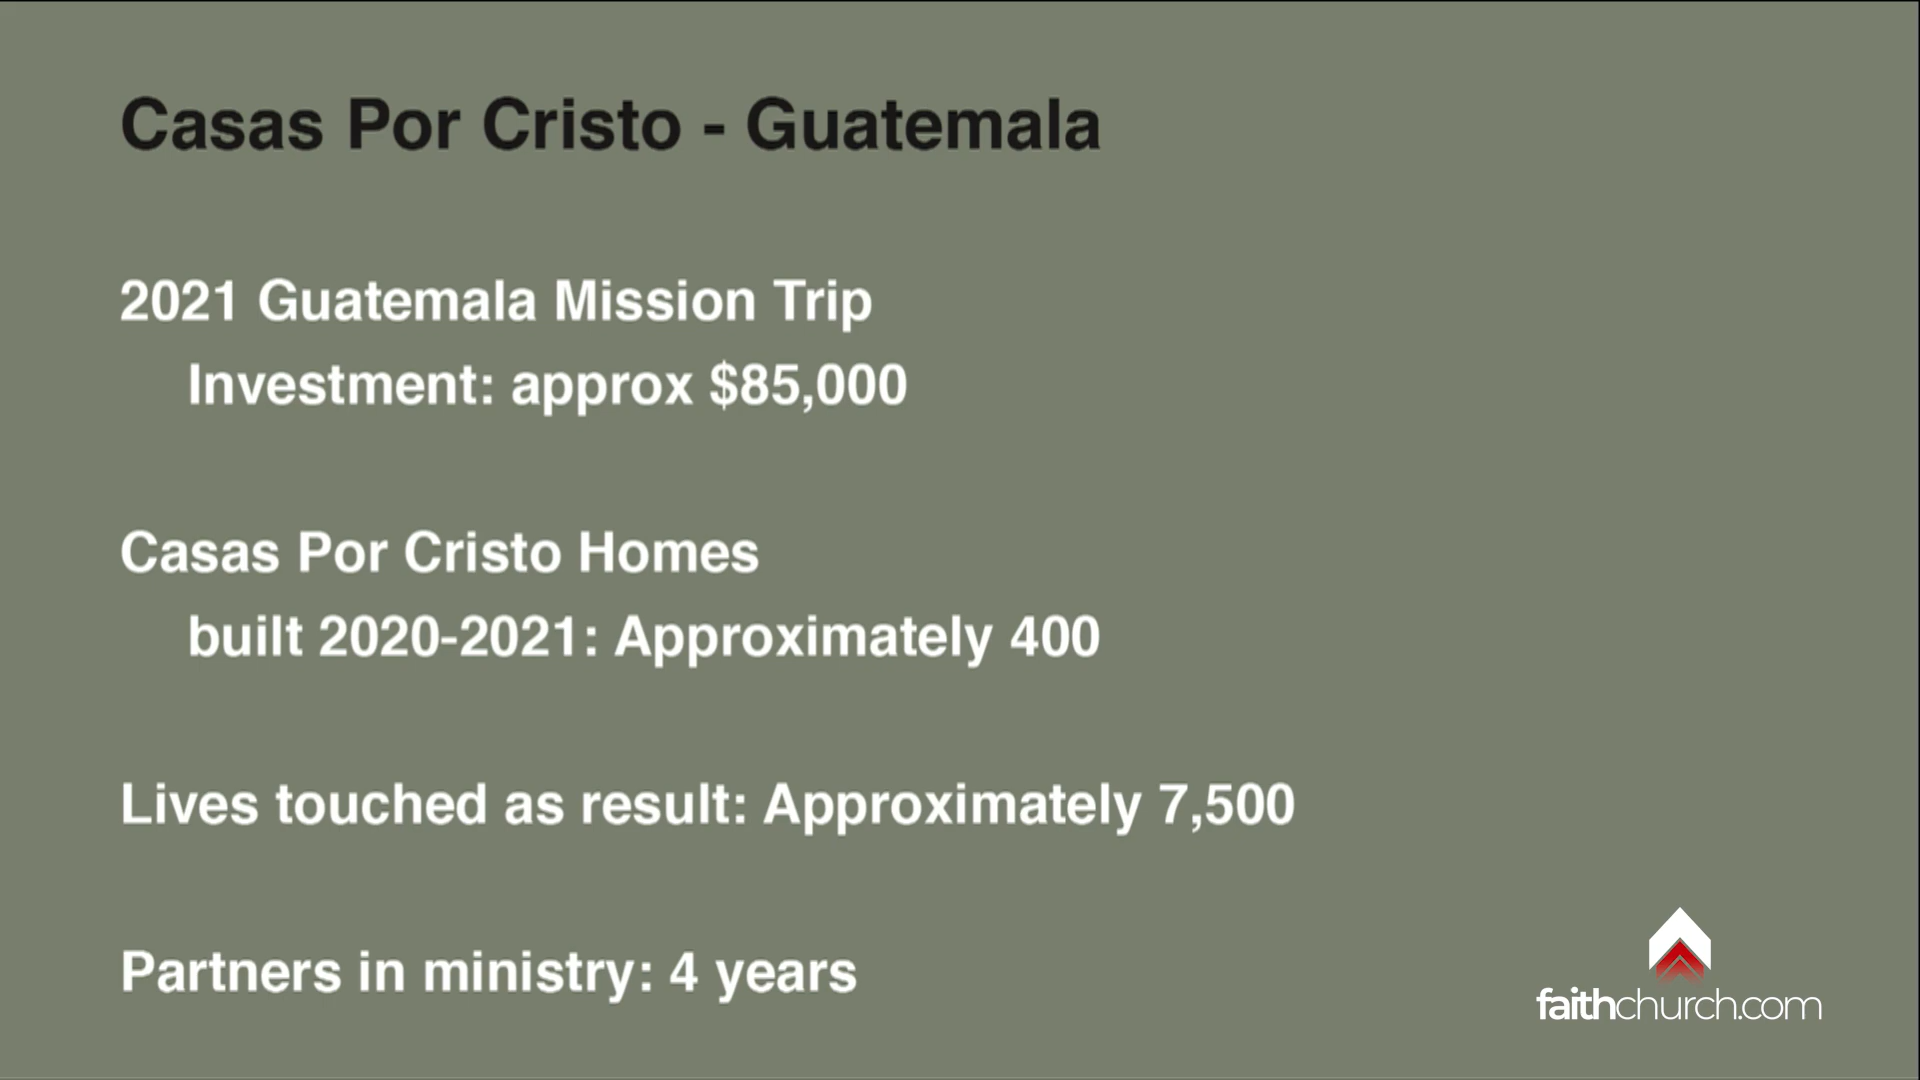 Casas Por Cristo - Guatemala
2021 Guatemala Mission Trip
Investment: approx $85,000
Casas Por Cristo Homes
built 2020-2021: Approximately 400
Lives touched as result: Approximately 7,500
Partners in ministry: 4 years
faithchurch.com